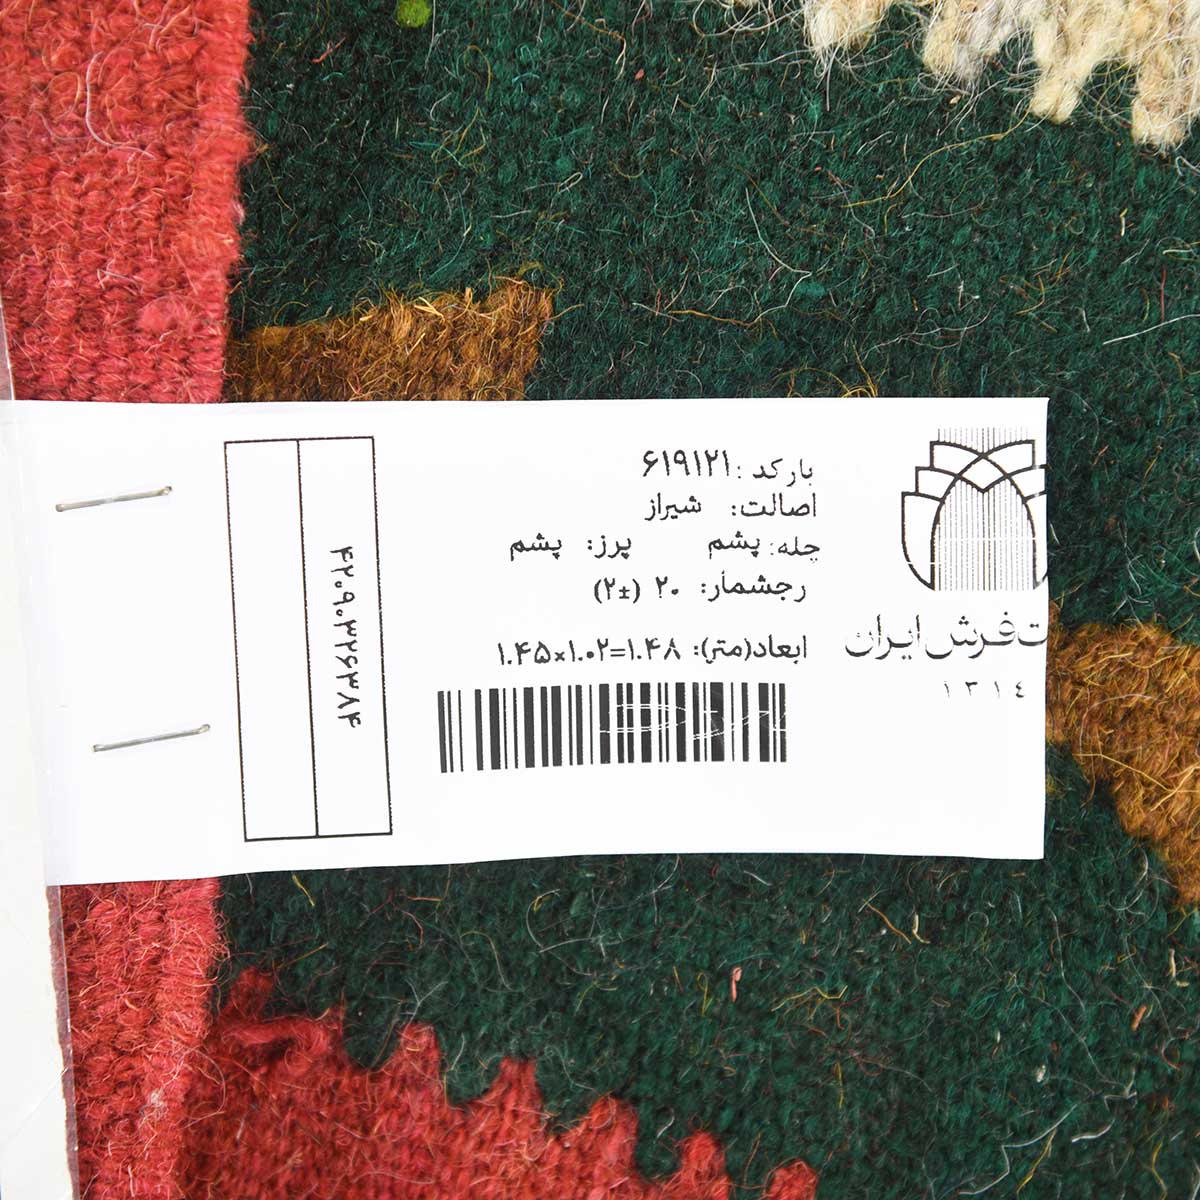 بارکد: ۶۱۹۱۲۱
اصالت: شیراز
چله: پشم پرز: پشم
رجشمار: ۲۰ (±۲)
ابعاد(متر): ۱.۴۵×۱.۰۲=۱.۴۸
ت فرش ایران
۱۳۱٤
۴۲۰۹۰۳۲۶۳۸۴